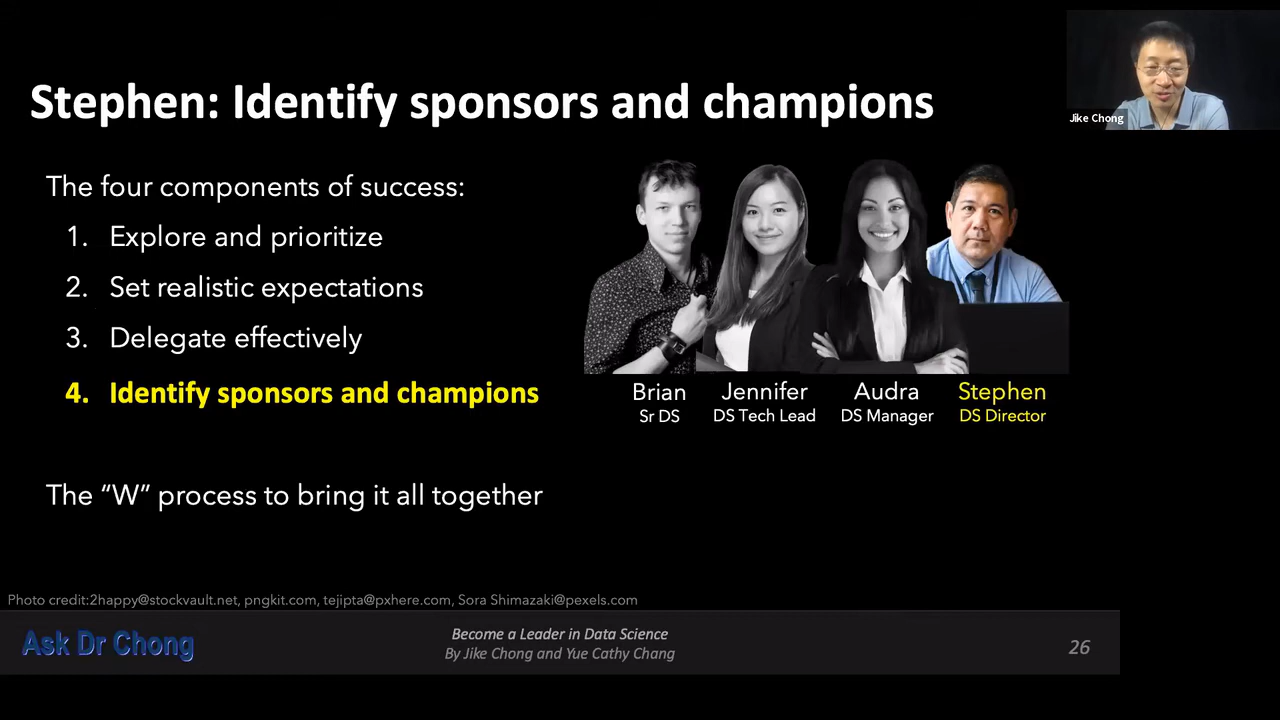 Stephen: Identify sponsors and champions
Jike Chong
The four components of success:
1. Explore and prioritize
2. Set realistic expectations
3. Delegate effectively
4. Identify sponsors and champions
Brian
Sr DS
Jennifer
DS Tech Lead
Audra
DS Manager
Stephen
DS Director
The “W” process to bring it all together
Photo credit:2happy@stockvault.net, pngkit.com, tejipta@pxhere.com, Sora Shimazaki@pexels.com
Ask Dr Chong
Become a Leader in Data Science
By Jike Chong and Yue Cathy Chang
26